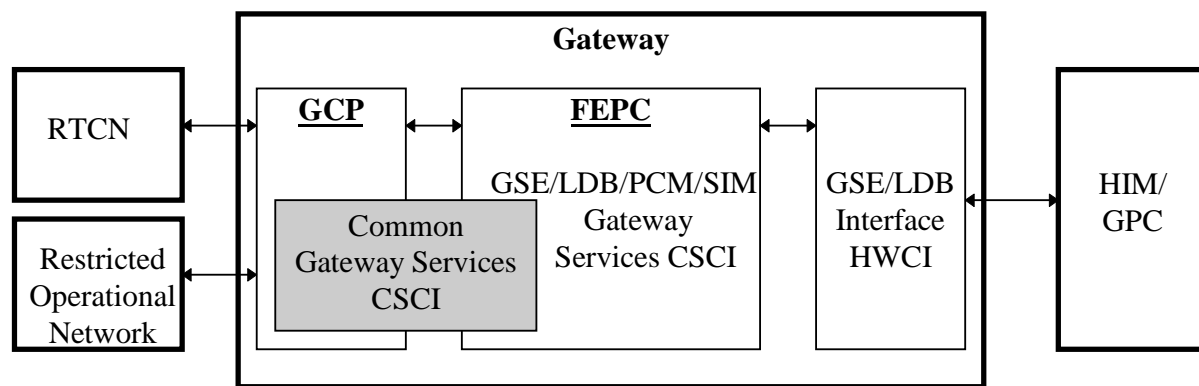 Gateway
RTCN
Restricted
Operational
Network
GCP
Common
Gateway Services
CSCI
FEPC
GSE/LDB/PCM/SIM
Gateway
Services CSCI
GSE/LDB
Interface
HWCI
HIM/
GPC